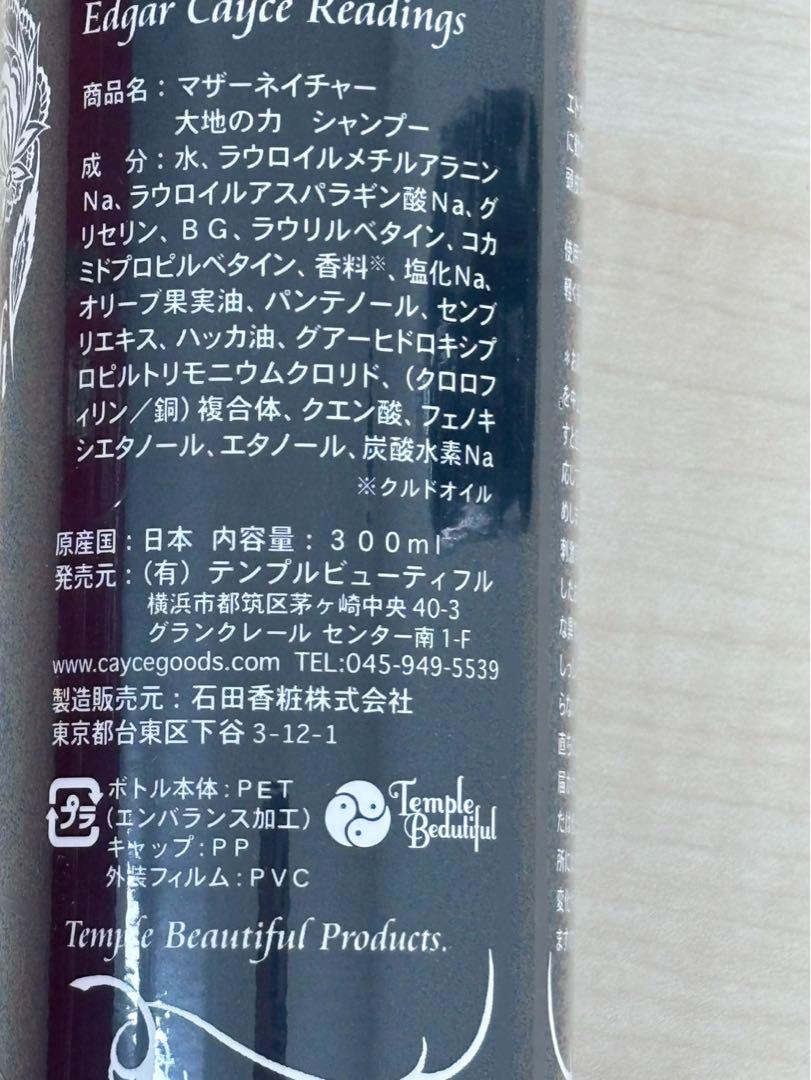 Edgar Cayce Readings
商品名：マザーネイチャー
大地の力　シャンプー
成　分：水、ラウロイルメチルアラニン
Na、ラウロイルアスパラギン酸Na、グ
リセリン、ＢＧ、ラウリルベタイン、コカ
ミドプロピルベタイン、香料※、塩化Na、
オリーブ果実油、パンテノール、センブ
リエキス、ハッカ油、グアーヒドロキシプ
ロピルトリモニウムクロリド、（クロロフ
ィリン／銅）複合体、クエン酸、フェノキ
シエタノール、エタノール、炭酸水素Na
※クルドオイル
原産国：日本　内容量：３００ml
発売元：（有）テンプルビューティフル
横浜市都筑区茅ヶ崎中央 40-3
グランクレール センター南 1-F
www.caycegoods.com TEL:045-949-5539
製造販売元：石田香粧株式会社
東京都台東区下谷 3-12-1
プラ
ボトル本体：ＰＥＴ
（エンバランス加工）
キャップ：ＰＰ
外装フィルム：ＰＶＣ
Temple
Beautiful
Temple Beautiful Products.